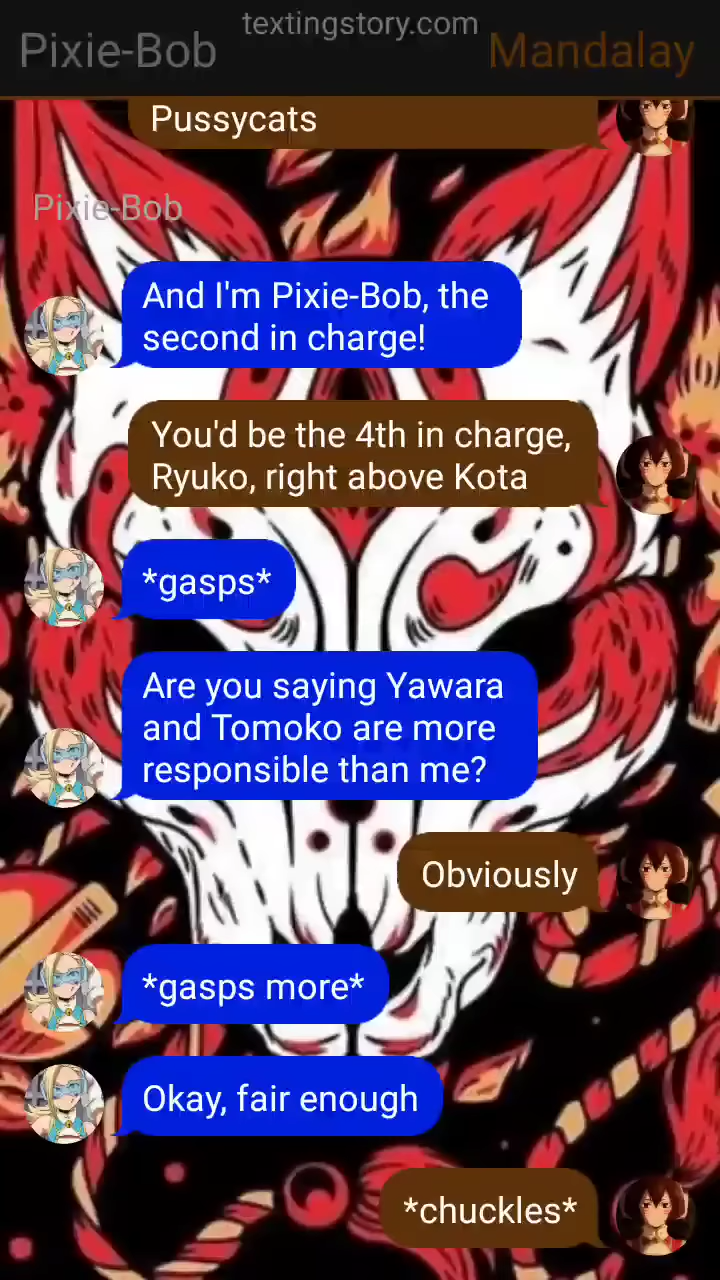 textingstory.com
Pixie-Bob
Mandalay
Pussycats
Pixie-Bob
And I'm Pixie-Bob, the
second in charge!
You'd be the 4th in charge,
Ryuko, right above Kota
*gasps*
Are you saying Yawara
and Tomoko are more
responsible than me?
Obviously
*gasps more*
Okay, fair enough
*chuckles*